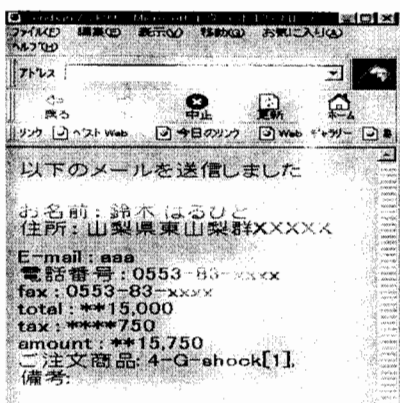 ファイル(F) 編集(E) 表示(V) 移動(G) お気に入り(A)
ヘルプ(H)
アドレス
戻る 中止 更新 ホーム
リンク ベスト Web 今日のリンク Web ギャラリー
以下のメールを送信しました
お名前 : 鈴木 はるひと
住所 : 山梨県東山梨群XXXXX
E-mail : aaa
電話番号 : 0553-83-xxxx
fax : 0553-83-xxxx
total : **15,000
tax : ****750
amount : **15,750
ご注文商品: 4-G-shock[1],
備考: